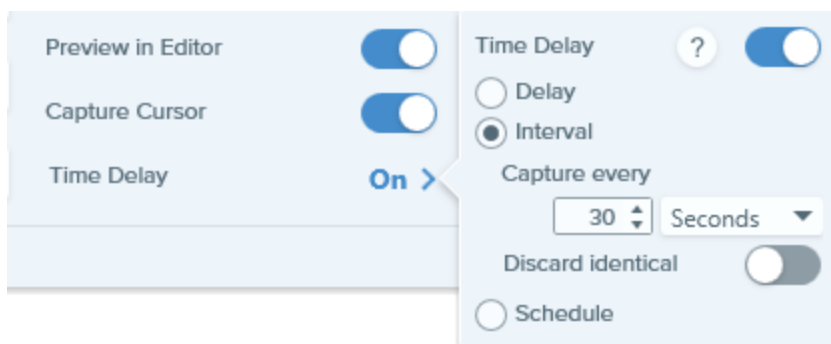 Preview in Editor
Capture Cursor
Time Delay
On
Time Delay
?
Delay
Interval
Capture every
30
Seconds
Discard identical
Schedule